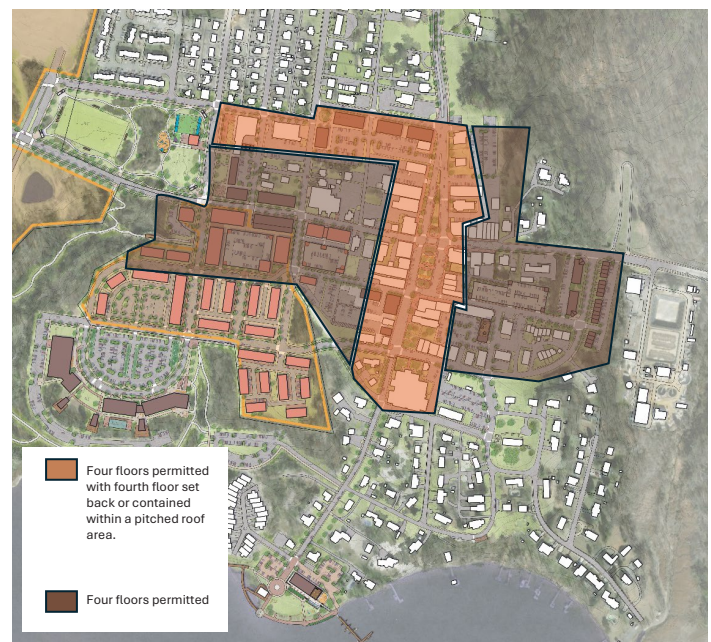 Four floors permitted
with fourth floor set
back or contained
within a pitched roof
area.
Four floors permitted